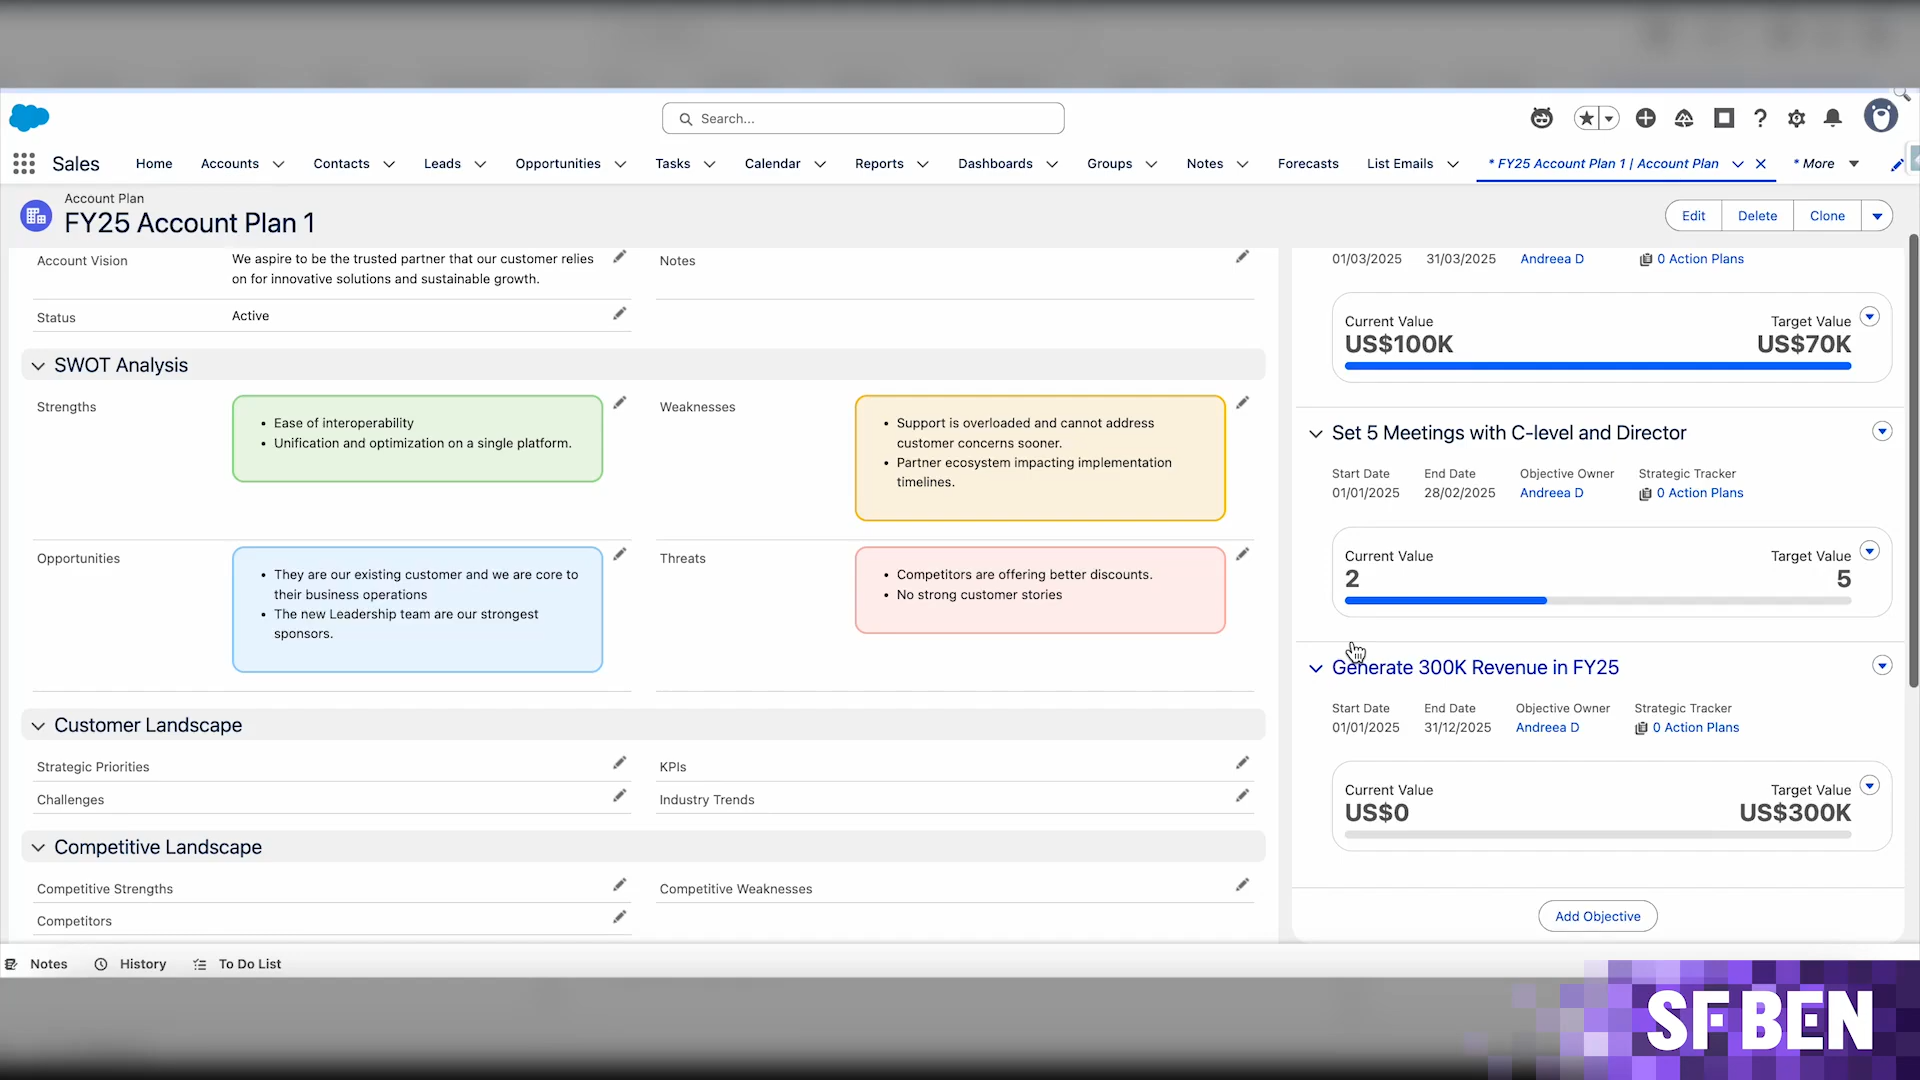 Search...
Sales
Home
Accounts
Contacts
Leads
Opportunities
Tasks
Calendar
Reports
Dashboards
Groups
Notes
Forecasts
List Emails
* FY25 Account Plan 1 | Account Plan
* More
Account Plan
FY25 Account Plan 1
Edit
Delete
Clone
Account Vision
We aspire to be the trusted partner that our customer relies
on for innovative solutions and sustainable growth.
Notes
Status
Active
SWOT Analysis
Strengths
• Ease of interoperability
• Unification and optimization on a single platform.
Weaknesses
• Support is overloaded and cannot address
customer concerns sooner.
• Partner ecosystem impacting implementation
timelines.
Opportunities
• They are our existing customer and we are core to
their business operations
• The new Leadership team are our strongest
sponsors.
Threats
• Competitors are offering better discounts.
• No strong customer stories
Customer Landscape
Strategic Priorities
KPIs
Challenges
Industry Trends
Competitive Landscape
Competitive Strengths
Competitive Weaknesses
Competitors
01/03/2025
31/03/2025
Andreea D
0 Action Plans
Current Value
Target Value
US$100K
US$70K
Set 5 Meetings with C-level and Director
Start Date
End Date
Objective Owner
Strategic Tracker
01/01/2025
28/02/2025
Andreea D
0 Action Plans
Current Value
Target Value
2
5
Generate 300K Revenue in FY25
Start Date
End Date
Objective Owner
Strategic Tracker
01/01/2025
31/12/2025
Andreea D
0 Action Plans
Current Value
Target Value
US$0
US$300K
Add Objective
Notes
History
To Do List
SF BEN